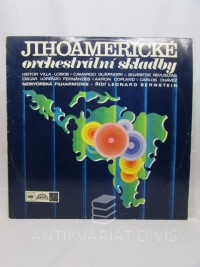 JIHOAMERICKÉ
orchestrální skladby
HEITOR VILLA-LOBOS · CAMARGO GUARNIERI · SILVESTRE REVUELTAS
OSCAR LORENZO FERNÁNDEZ · AARON COPLAND · CARLOS CHÁVEZ
NEWYORSKÁ FILHARMONIE · ŘÍDÍ LEONARD BERNSTEIN
ANTIKVARIÁT DIVIŠ